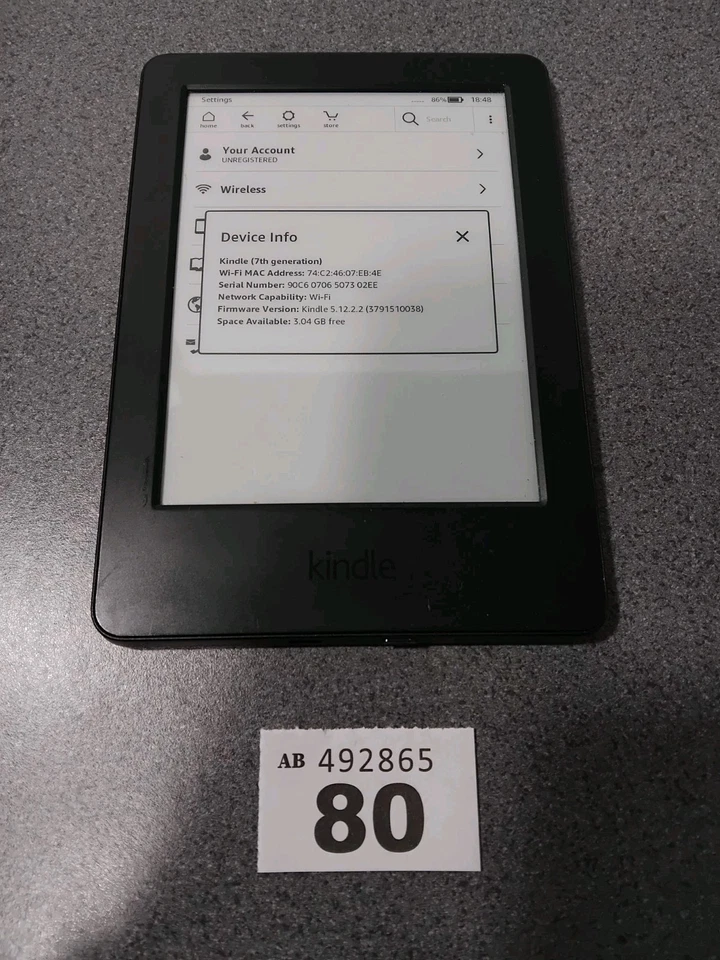 Settings 86% 18:48
home back settings store Search
Your Account
UNREGISTERED
Wireless
Device Info
Kindle (7th generation)
Wi-Fi MAC Address: 74:C2:46:07:EB:4E
Serial Number: 90C6 0706 5073 02EE
Network Capability: Wi-Fi
Firmware Version: Kindle 5.12.2.2 (3791510038)
Space Available: 3.04 GB free
kindle
AB 492865
80